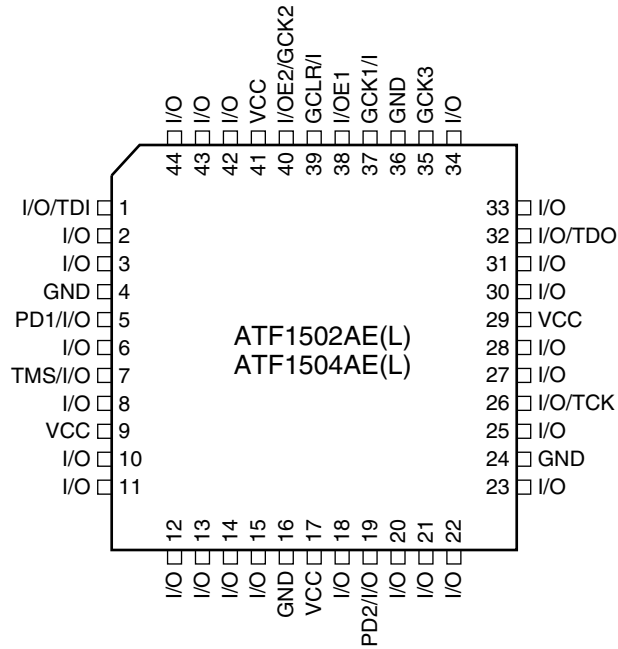 I/O
I/O
I/O
VCC
I/OE2/GCK2
GCLR/I
I/OE1
GCK1/I
GND
GCK3
I/O
44
43
42
41
40
39
38
37
36
35
34
I/O/TDI 1
I/O 2
I/O 3
GND 4
PD1/I/O 5
I/O 6
TMS/I/O 7
I/O 8
VCC 9
I/O 10
I/O 11
ATF1502AE(L)
ATF1504AE(L)
33 I/O
32 I/O/TDO
31 I/O
30 I/O
29 VCC
28 I/O
27 I/O
26 I/O/TCK
25 I/O
24 GND
23 I/O
12
13
14
15
16
17
18
19
20
21
22
I/O
I/O
I/O
I/O
GND
VCC
I/O
PD2/I/O
I/O
I/O
I/O